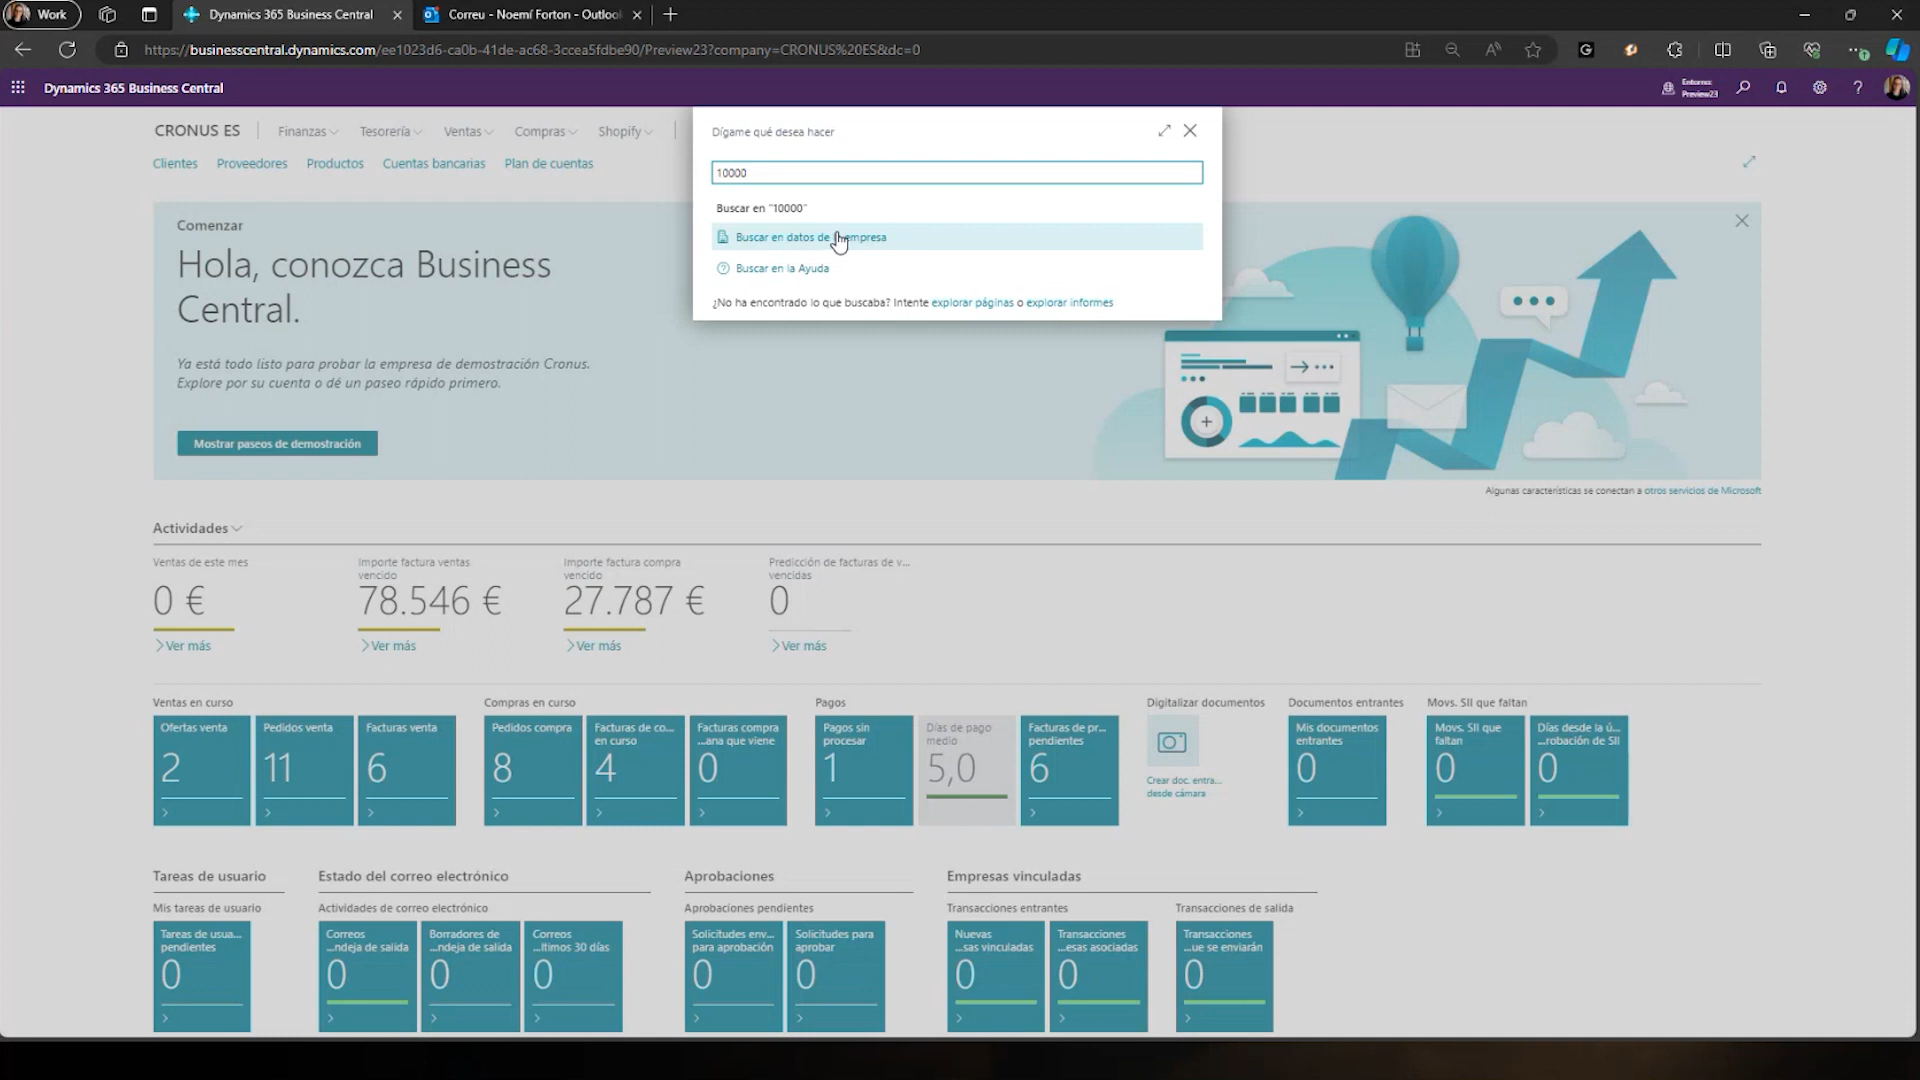 Work
Dynamics 365 Business Central
Correu - Noemí Forton - Outlook
https://businesscentral.dynamics.com/ee1023d6-ca0b-41de-ac68-3ccea5fdbe90/Preview23?company=CRONUS%20ES&dc=0
Dynamics 365 Business Central
Entorno:
Preview23
CRONUS ES
Finanzas
Tesorería
Ventas
Compras
Shopify
Clientes
Proveedores
Productos
Cuentas bancarias
Plan de cuentas
Dígame qué desea hacer
10000
Buscar en "10000"
Buscar en datos de empresa
Buscar en la Ayuda
¿No ha encontrado lo que buscaba? Intente explorar páginas o explorar informes
Comenzar
Hola, conozca Business
Central.
Ya está todo listo para probar la empresa de demostración Cronus.
Explore por su cuenta o dé un paseo rápido primero.
Mostrar paseos de demostración
Algunas características se conectan a otros servicios de Microsoft
Actividades
Ventas de este mes
0 €
Ver más
Importe factura ventas
vencido
78.546 €
Ver más
Importe factura compra
vencido
27.787 €
Ver más
Predicción de facturas de v...
vencidas
0
Ver más
Ventas en curso
Ofertas venta
2
Pedidos venta
11
Facturas venta
6
Compras en curso
Pedidos compra
8
Facturas de co...
en curso
4
Facturas compra
...ana que viene
0
Pagos
Pagos sin
procesar
1
Días de pago
medio
5,0
Facturas de pr...
pendientes
6
Digitalizar documentos
Crear doc. entra...
desde cámara
Documentos entrantes
Mis documentos
entrantes
0
Movs. SII que faltan
Movs. SII que
faltan
0
Días desde la ú...
...robación de SII
0
Tareas de usuario
Mis tareas de usuario
Tareas de usua...
pendientes
0
Estado del correo electrónico
Actividades de correo electrónico
Correos
...ndeja de salida
0
Borradores de
...ndeja de salida
0
Correos
...ltimos 30 días
0
Aprobaciones
Aprobaciones pendientes
Solicitudes env...
para aprobación
0
Solicitudes para
aprobar
0
Empresas vinculadas
Transacciones entrantes
Nuevas
...sas vinculadas
0
Transacciones
...esas asociadas
0
Transacciones de salida
Transacciones
...ue se enviarán
0